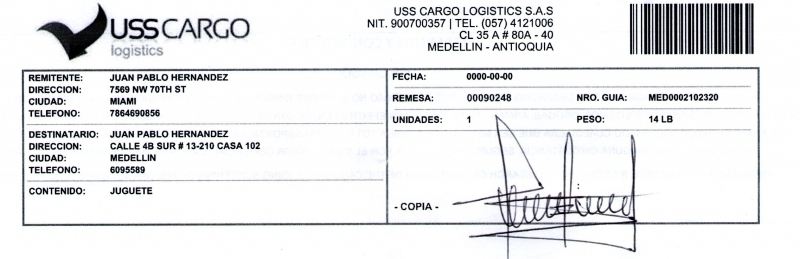 USSCARGO
logistics
USS CARGO LOGISTICS S.A.S
NIT. 900700357 | TEL. (057) 4121006
CL 35 A # 80A - 40
MEDELLIN - ANTIOQUIA
REMITENTE: JUAN PABLO HERNANDEZ
DIRECCION: 7569 NW 70TH ST
CIUDAD: MIAMI
TELEFONO: 7864690856
DESTINATARIO: JUAN PABLO HERNANDEZ
DIRECCION: CALLE 4B SUR # 13-210 CASA 102
CIUDAD: MEDELLIN
TELEFONO: 6095589
CONTENIDO: JUGUETE
FECHA: 0000-00-00
REMESA: 00090248 NRO. GUIA: MED0002102320
UNIDADES: 1 PESO: 14 LB
- COPIA -